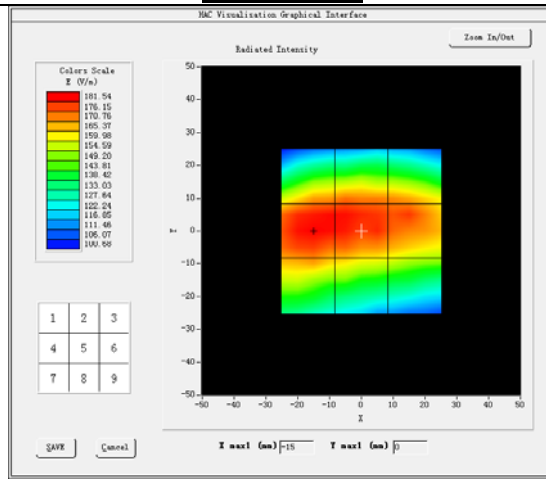 HAC Visualisation Graphical Interface
Zoom In/Out
Radiated Intensity
Colors Scale
E (V/m)
181.54
176.15
170.76
165.37
159.98
154.59
149.20
143.81
138.42
133.03
127.64
122.24
116.85
111.46
106.07
100.68
50
40
30
20
10
0
-10
-20
-30
-40
-50
Y
-50 -40 -30 -20 -10 0 10 20 30 40 50
X
1 2 3
4 5 6
7 8 9
SAVE Cancel
X max1 (mm) -15 Y max1 (mm) 0